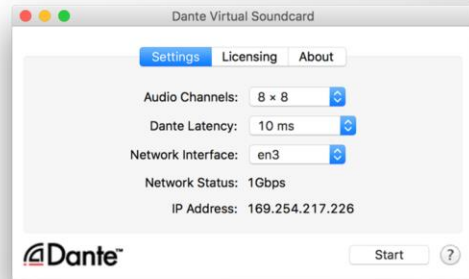 Dante Virtual Soundcard
Settings Licensing About
Audio Channels: 8 × 8
Dante Latency: 10 ms
Network Interface: en3
Network Status: 1Gbps
IP Address: 169.254.217.226
Dante™ Start ?